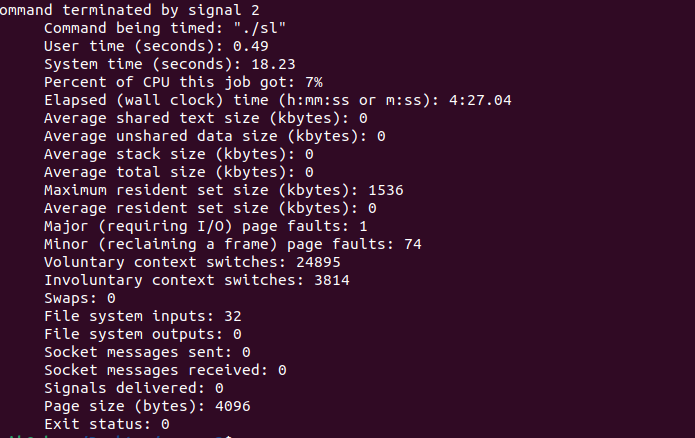 ommand terminated by signal 2
Command being timed: "./sl"
User time (seconds): 0.49
System time (seconds): 18.23
Percent of CPU this job got: 7%
Elapsed (wall clock) time (h:mm:ss or m:ss): 4:27.04
Average shared text size (kbytes): 0
Average unshared data size (kbytes): 0
Average stack size (kbytes): 0
Average total size (kbytes): 0
Maximum resident set size (kbytes): 1536
Average resident set size (kbytes): 0
Major (requiring I/O) page faults: 1
Minor (reclaiming a frame) page faults: 74
Voluntary context switches: 24895
Involuntary context switches: 3814
Swaps: 0
File system inputs: 32
File system outputs: 0
Socket messages sent: 0
Socket messages received: 0
Signals delivered: 0
Page size (bytes): 4096
Exit status: 0